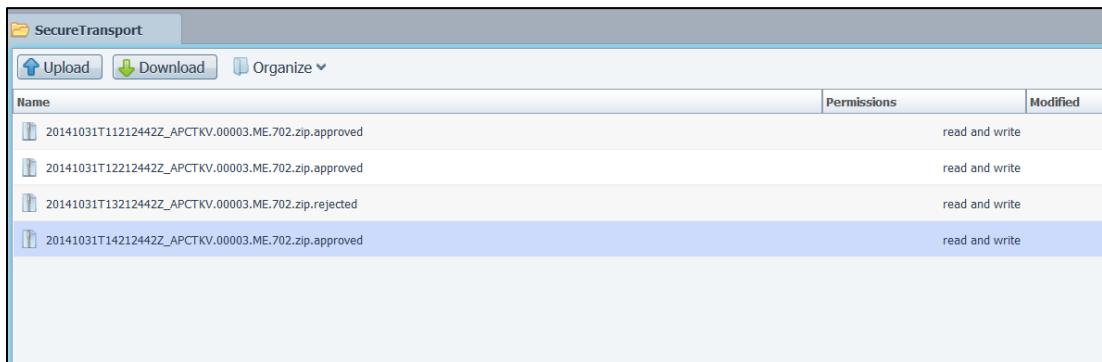 SecureTransport
Upload Download Organize
Name Permissions Modified
20141031T11212442Z_APCTKV.00003.ME.702.zip.approved read and write
20141031T12212442Z_APCTKV.00003.ME.702.zip.approved read and write
20141031T13212442Z_APCTKV.00003.ME.702.zip.rejected read and write
20141031T14212442Z_APCTKV.00003.ME.702.zip.approved read and write